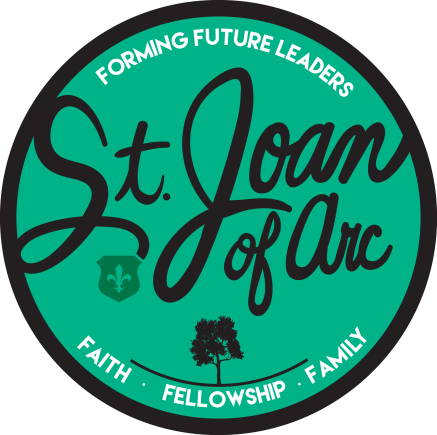 FORMING FUTURE LEADERS
St. Joan
of Arc
FAITH · FELLOWSHIP · FAMILY